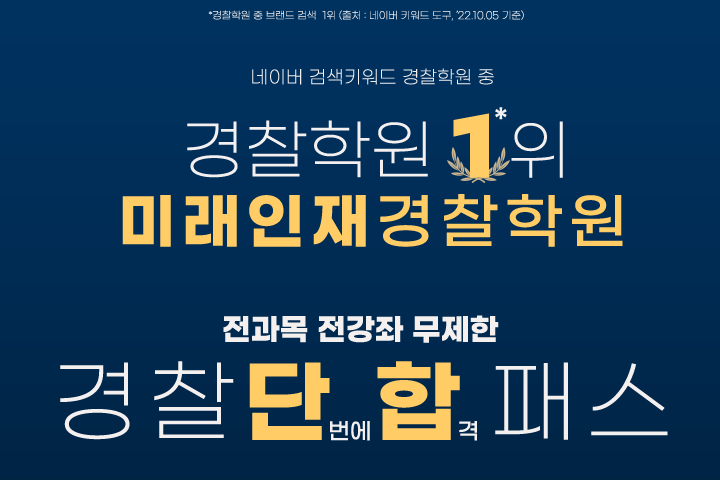 *경찰학원 중 브랜드 검색 1위 (출처 : 네이버 키워드 도구, '22.10.05 기준)
네이버 검색키워드 경찰학원 중
경찰학원 1*위
미래인재경찰학원
전과목 전강좌 무제한
경찰단번에합격 패스